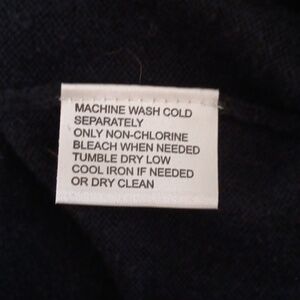 MACHINE WASH COLD
SEPARATELY
ONLY NON-CHLORINE
BLEACH WHEN NEEDED
TUMBLE DRY LOW
COOL IRON IF NEEDED
OR DRY CLEAN